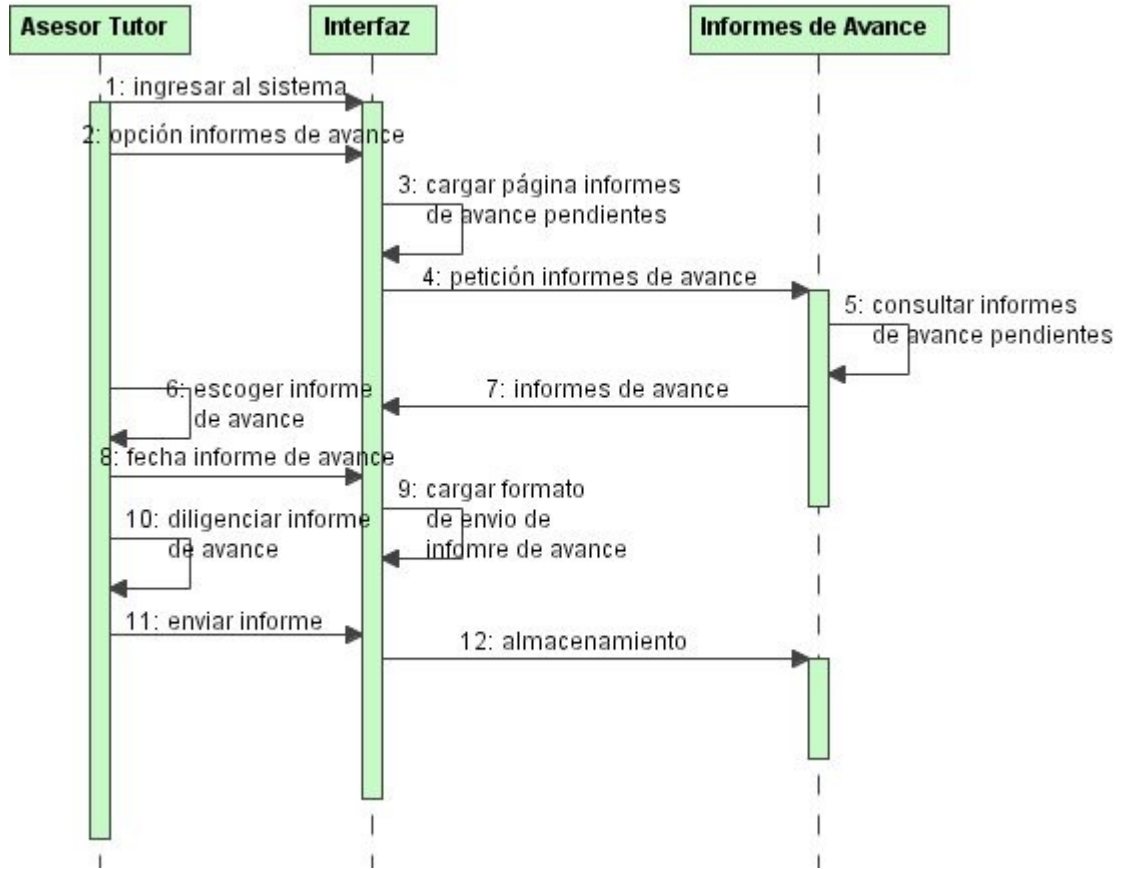 Asesor Tutor
Interfaz
Informes de Avance
1: ingresar al sistema
2: opción informes de avance
3: cargar página informes
de avance pendientes
4: petición informes de avance
5: consultar informes
de avance pendientes
6: escoger informe
de avance
7: informes de avance
8: fecha informe de avance
9: cargar formato
de envio de
infomre de avance
10: diligenciar informe
de avance
11: enviar informe
12: almacenamiento